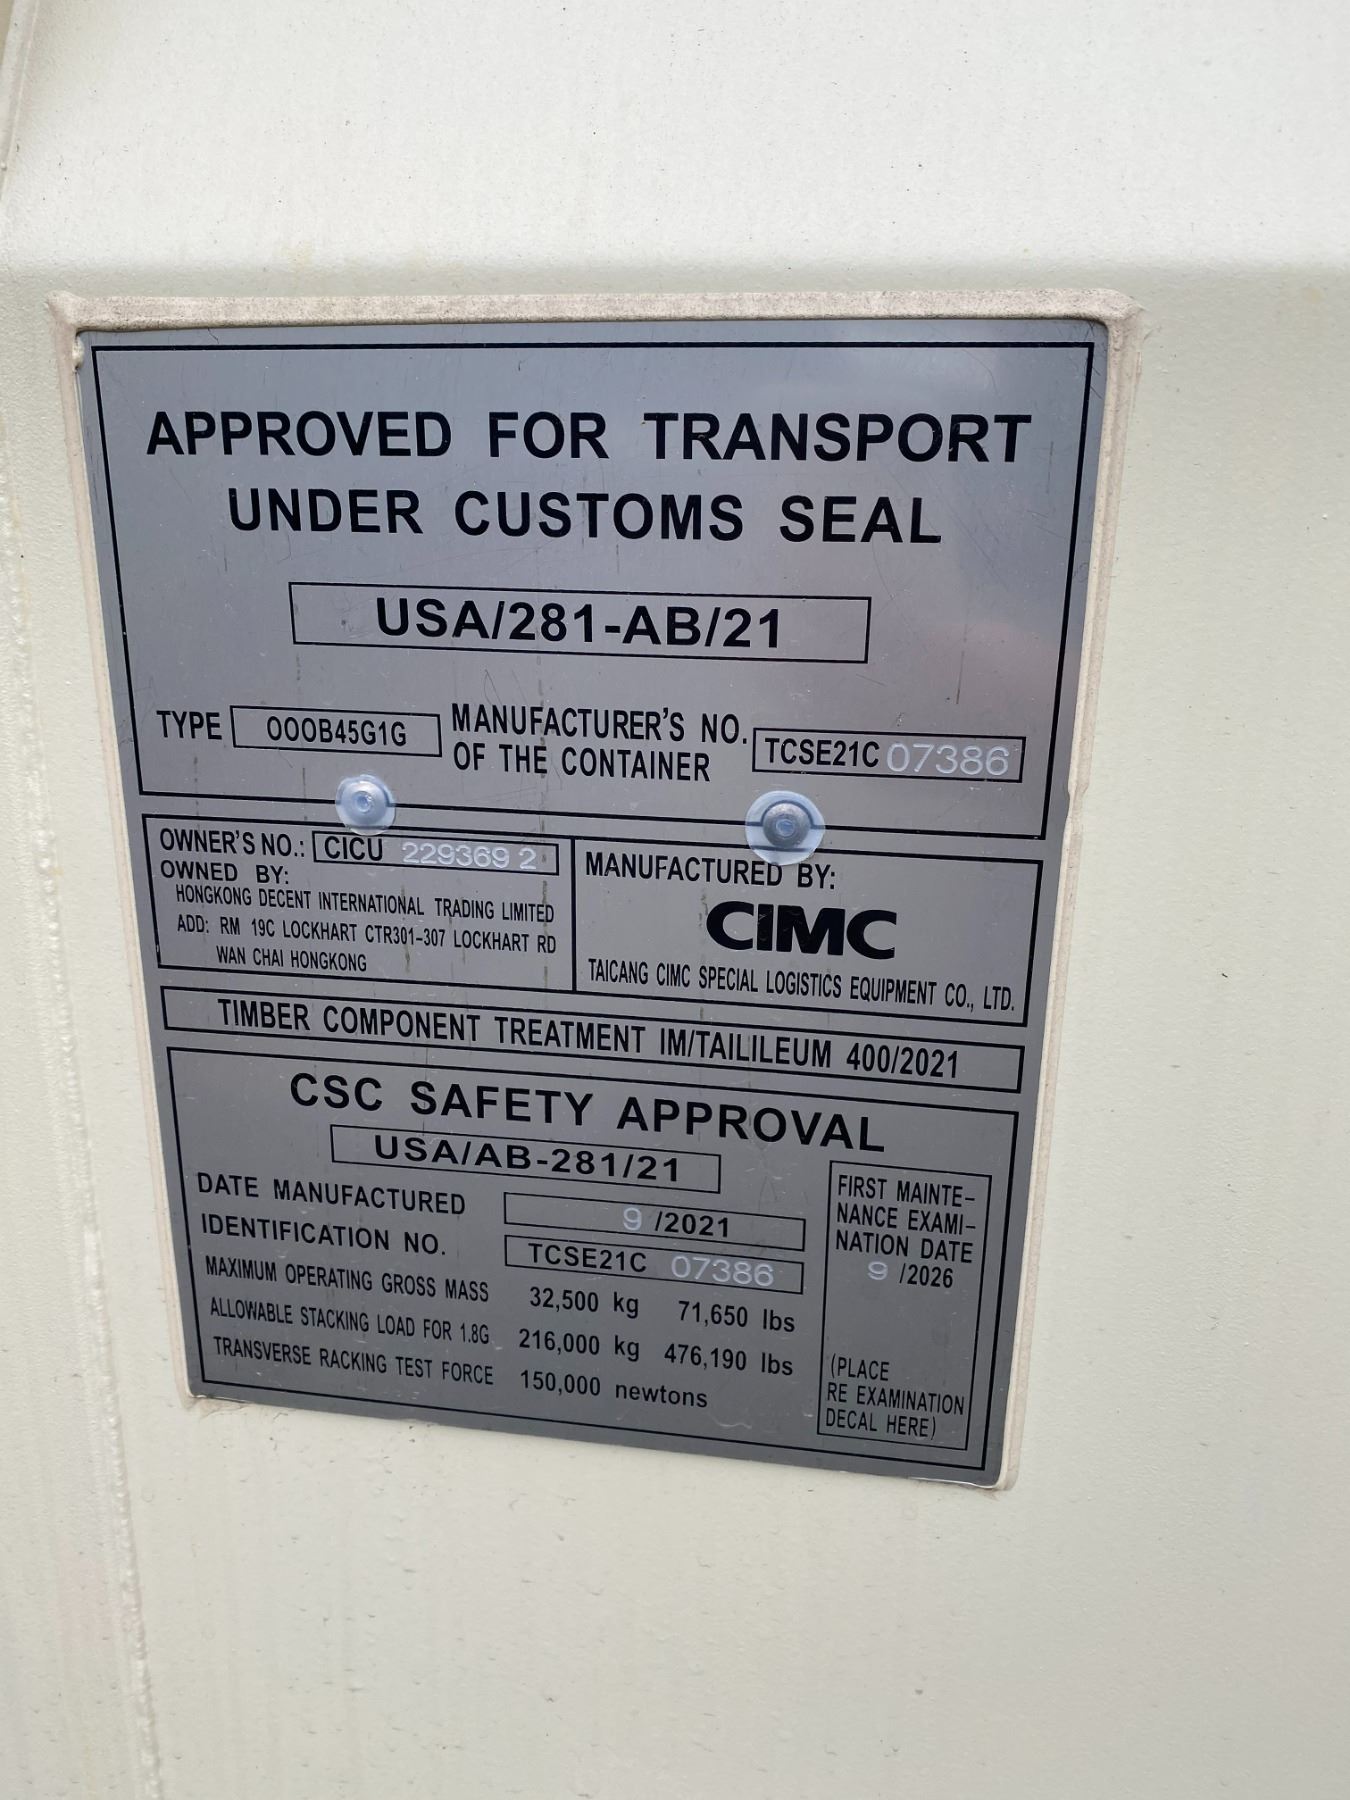 APPROVED FOR TRANSPORT
UNDER CUSTOMS SEAL
USA/281-AB/21
TYPE 000B45G1G MANUFACTURER'S NO.
OF THE CONTAINER TCSE21C 07386
OWNER'S NO.: CICU 229369 2
OWNED BY:
HONGKONG DECENT INTERNATIONAL TRADING LIMITED
ADD: RM 19C LOCKHART CTR301-307 LOCKHART RD
WAN CHAI HONGKONG
MANUFACTURED BY:
CIMC
TAICANG CIMC SPECIAL LOGISTICS EQUIPMENT CO., LTD.
TIMBER COMPONENT TREATMENT IM/TAILILEUM 400/2021
CSC SAFETY APPROVAL
USA/AB-281/21
DATE MANUFACTURED 9 /2021
IDENTIFICATION NO. TCSE21C 07386
MAXIMUM OPERATING GROSS MASS 32,500 kg 71,650 lbs
ALLOWABLE STACKING LOAD FOR 1.8G 216,000 kg 476,190 lbs
TRANSVERSE RACKING TEST FORCE 150,000 newtons
FIRST MAINTE-
NANCE EXAMI-
NATION DATE
9 /2026
(PLACE
RE EXAMINATION
DECAL HERE)